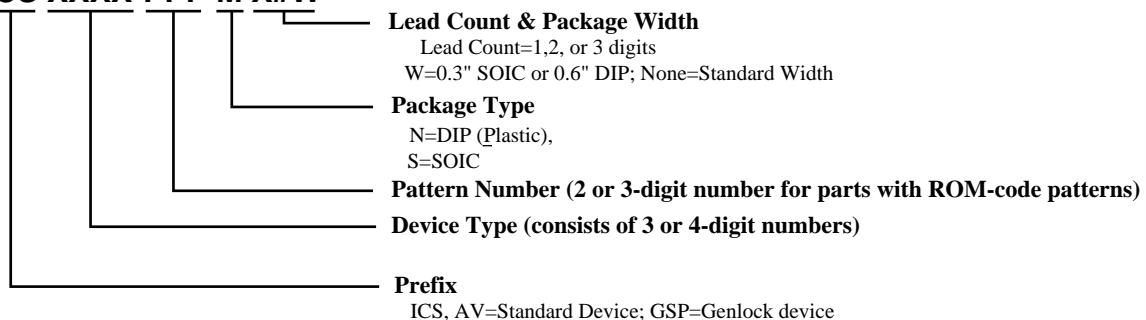 Lead Count & Package Width
Lead Count=1,2, or 3 digits
W=0.3" SOIC or 0.6" DIP; None=Standard Width
Package Type
N=DIP (Plastic),
S=SOIC
Pattern Number (2 or 3-digit number for parts with ROM-code patterns)
Device Type (consists of 3 or 4-digit numbers)
Prefix
ICS, AV=Standard Device; GSP=Genlock device